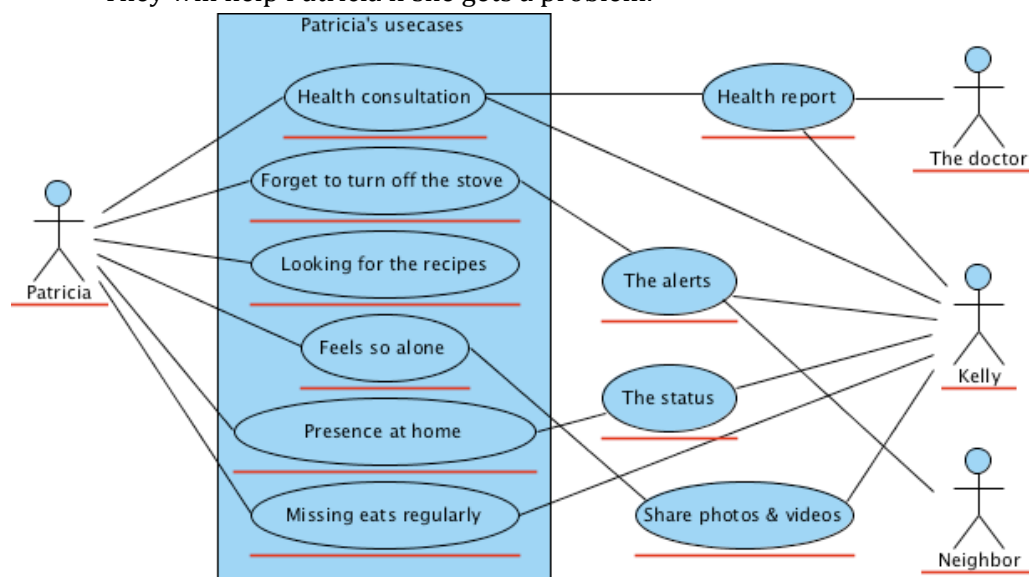 They will help Patricia if she gets a problem.
Patricia's usecases
Health consultation
Health report
The doctor
Forget to turn off the stove
Looking for the recipes
The alerts
Patricia
Feels so alone
Kelly
The status
Presence at home
Missing eats regularly
Share photos & videos
Neighbor